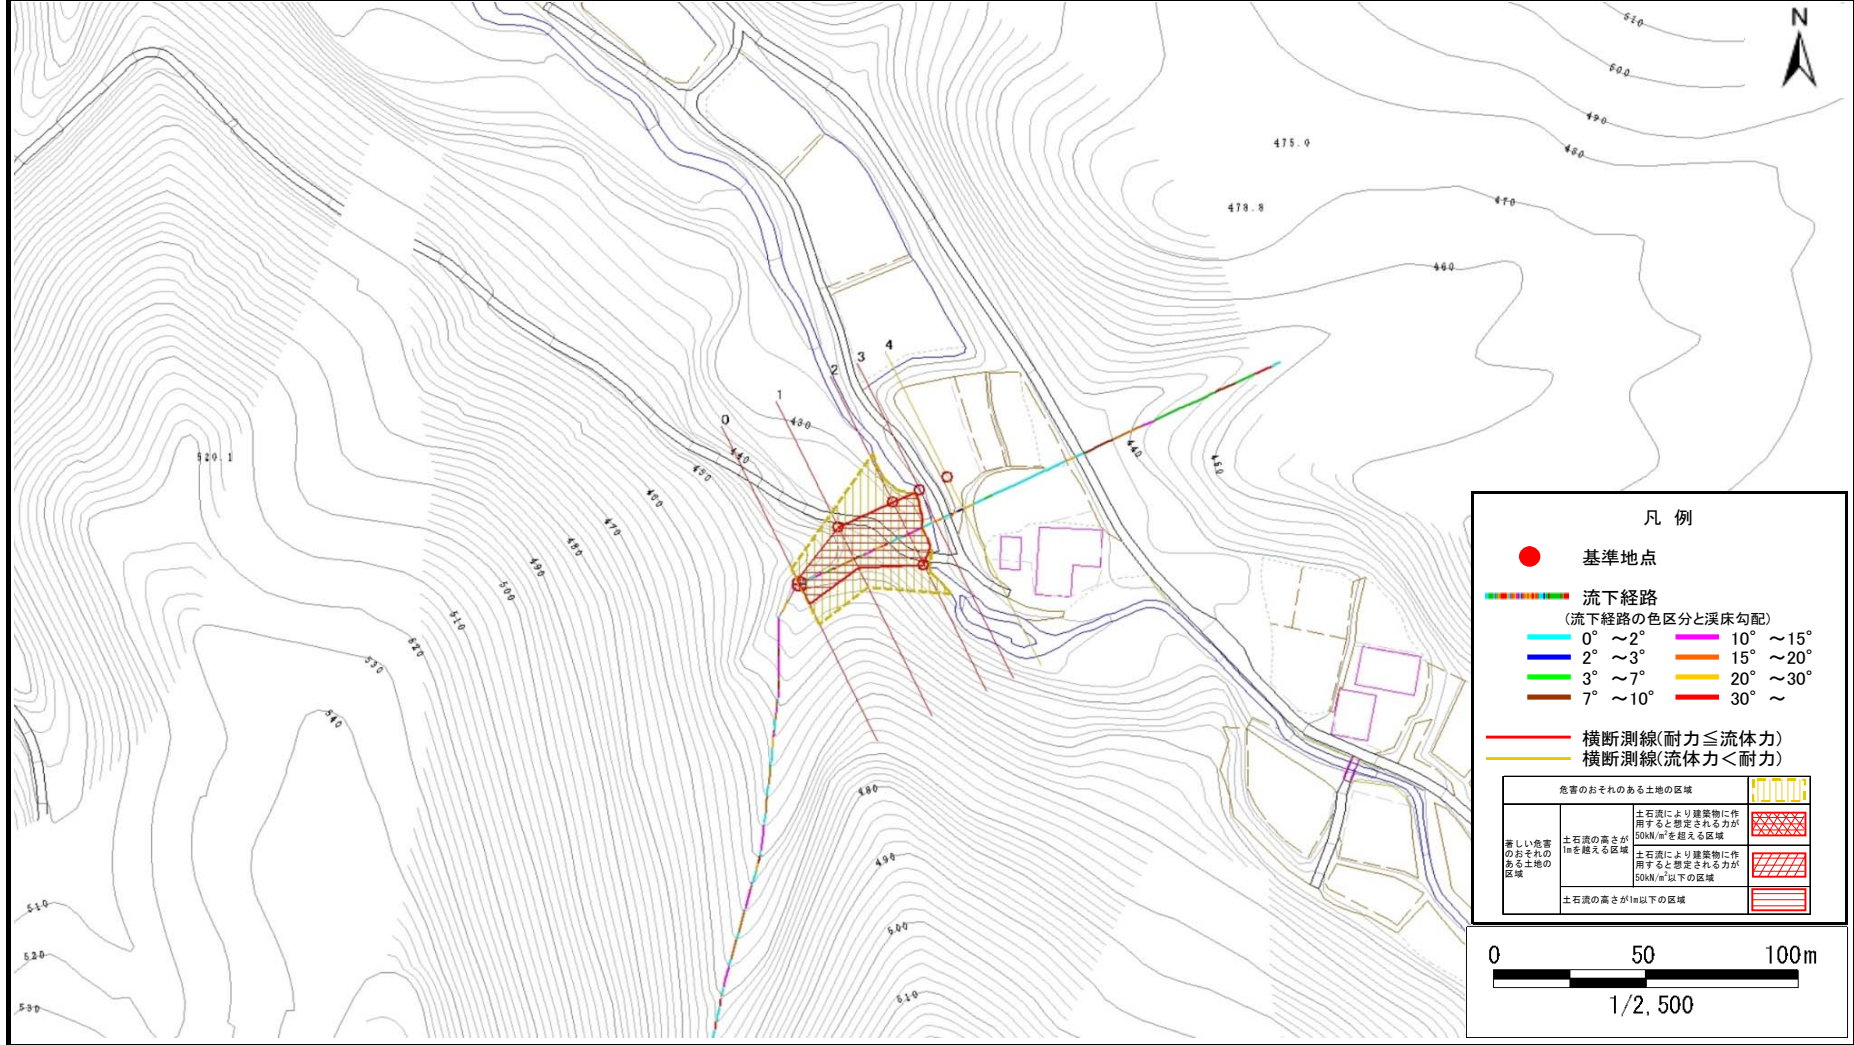 N
510
500
490
480
475.0
478.8
470
460
4
3
2
1
0
430
440
450
460
470
480
490
500
510
520
530
540
520.1
440
450
480
490
500
510
510
520
530
凡 例
基準地点
流下経路
(流下経路の色区分と渓床勾配)
0° ～2° 10° ～15°
2° ～3° 15° ～20°
3° ～7° 20° ～30°
7° ～10° 30° ～
横断測線(耐力≦流体力)
横断測線(流体力＜耐力)
危害のおそれのある土地の区域
著しい危害
のおそれの
ある土地の
区域
土石流の高さが
1mを越える区域
土石流により建築物に作
用すると想定される力が
50kN/m²を超える区域
土石流により建築物に作
用すると想定される力が
50kN/m²以下の区域
土石流の高さが1m以下の区域
0 50 100m
1/2,500